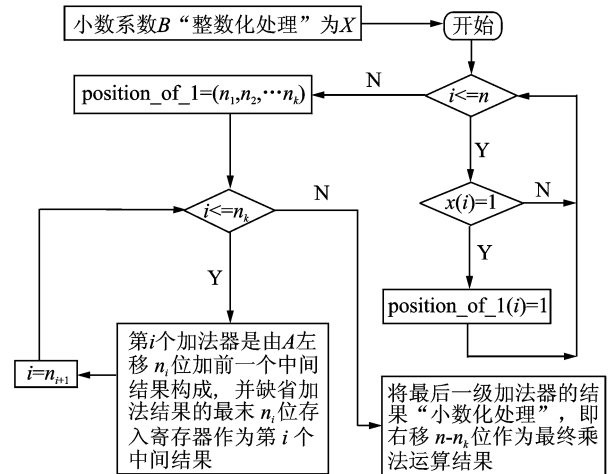 小数系数B“整数化处理”为X
开始
position_of_1=(n₁,n₂,⋯nₖ)
N
i<=n
Y
i<=nₖ
N
x(i)=1
N
Y
Y
position_of_1(i)=1
第i个加法器是由A左
移nᵢ位加前一个中间
结果构成, 并缺省加
法结果的最末nᵢ位存
入寄存器作为第i个
中间结果
i=nᵢ₊₁
将最后一级加法器的结
果“小数化处理”, 即
右移n-nₖ位作为最终乘
法运算结果